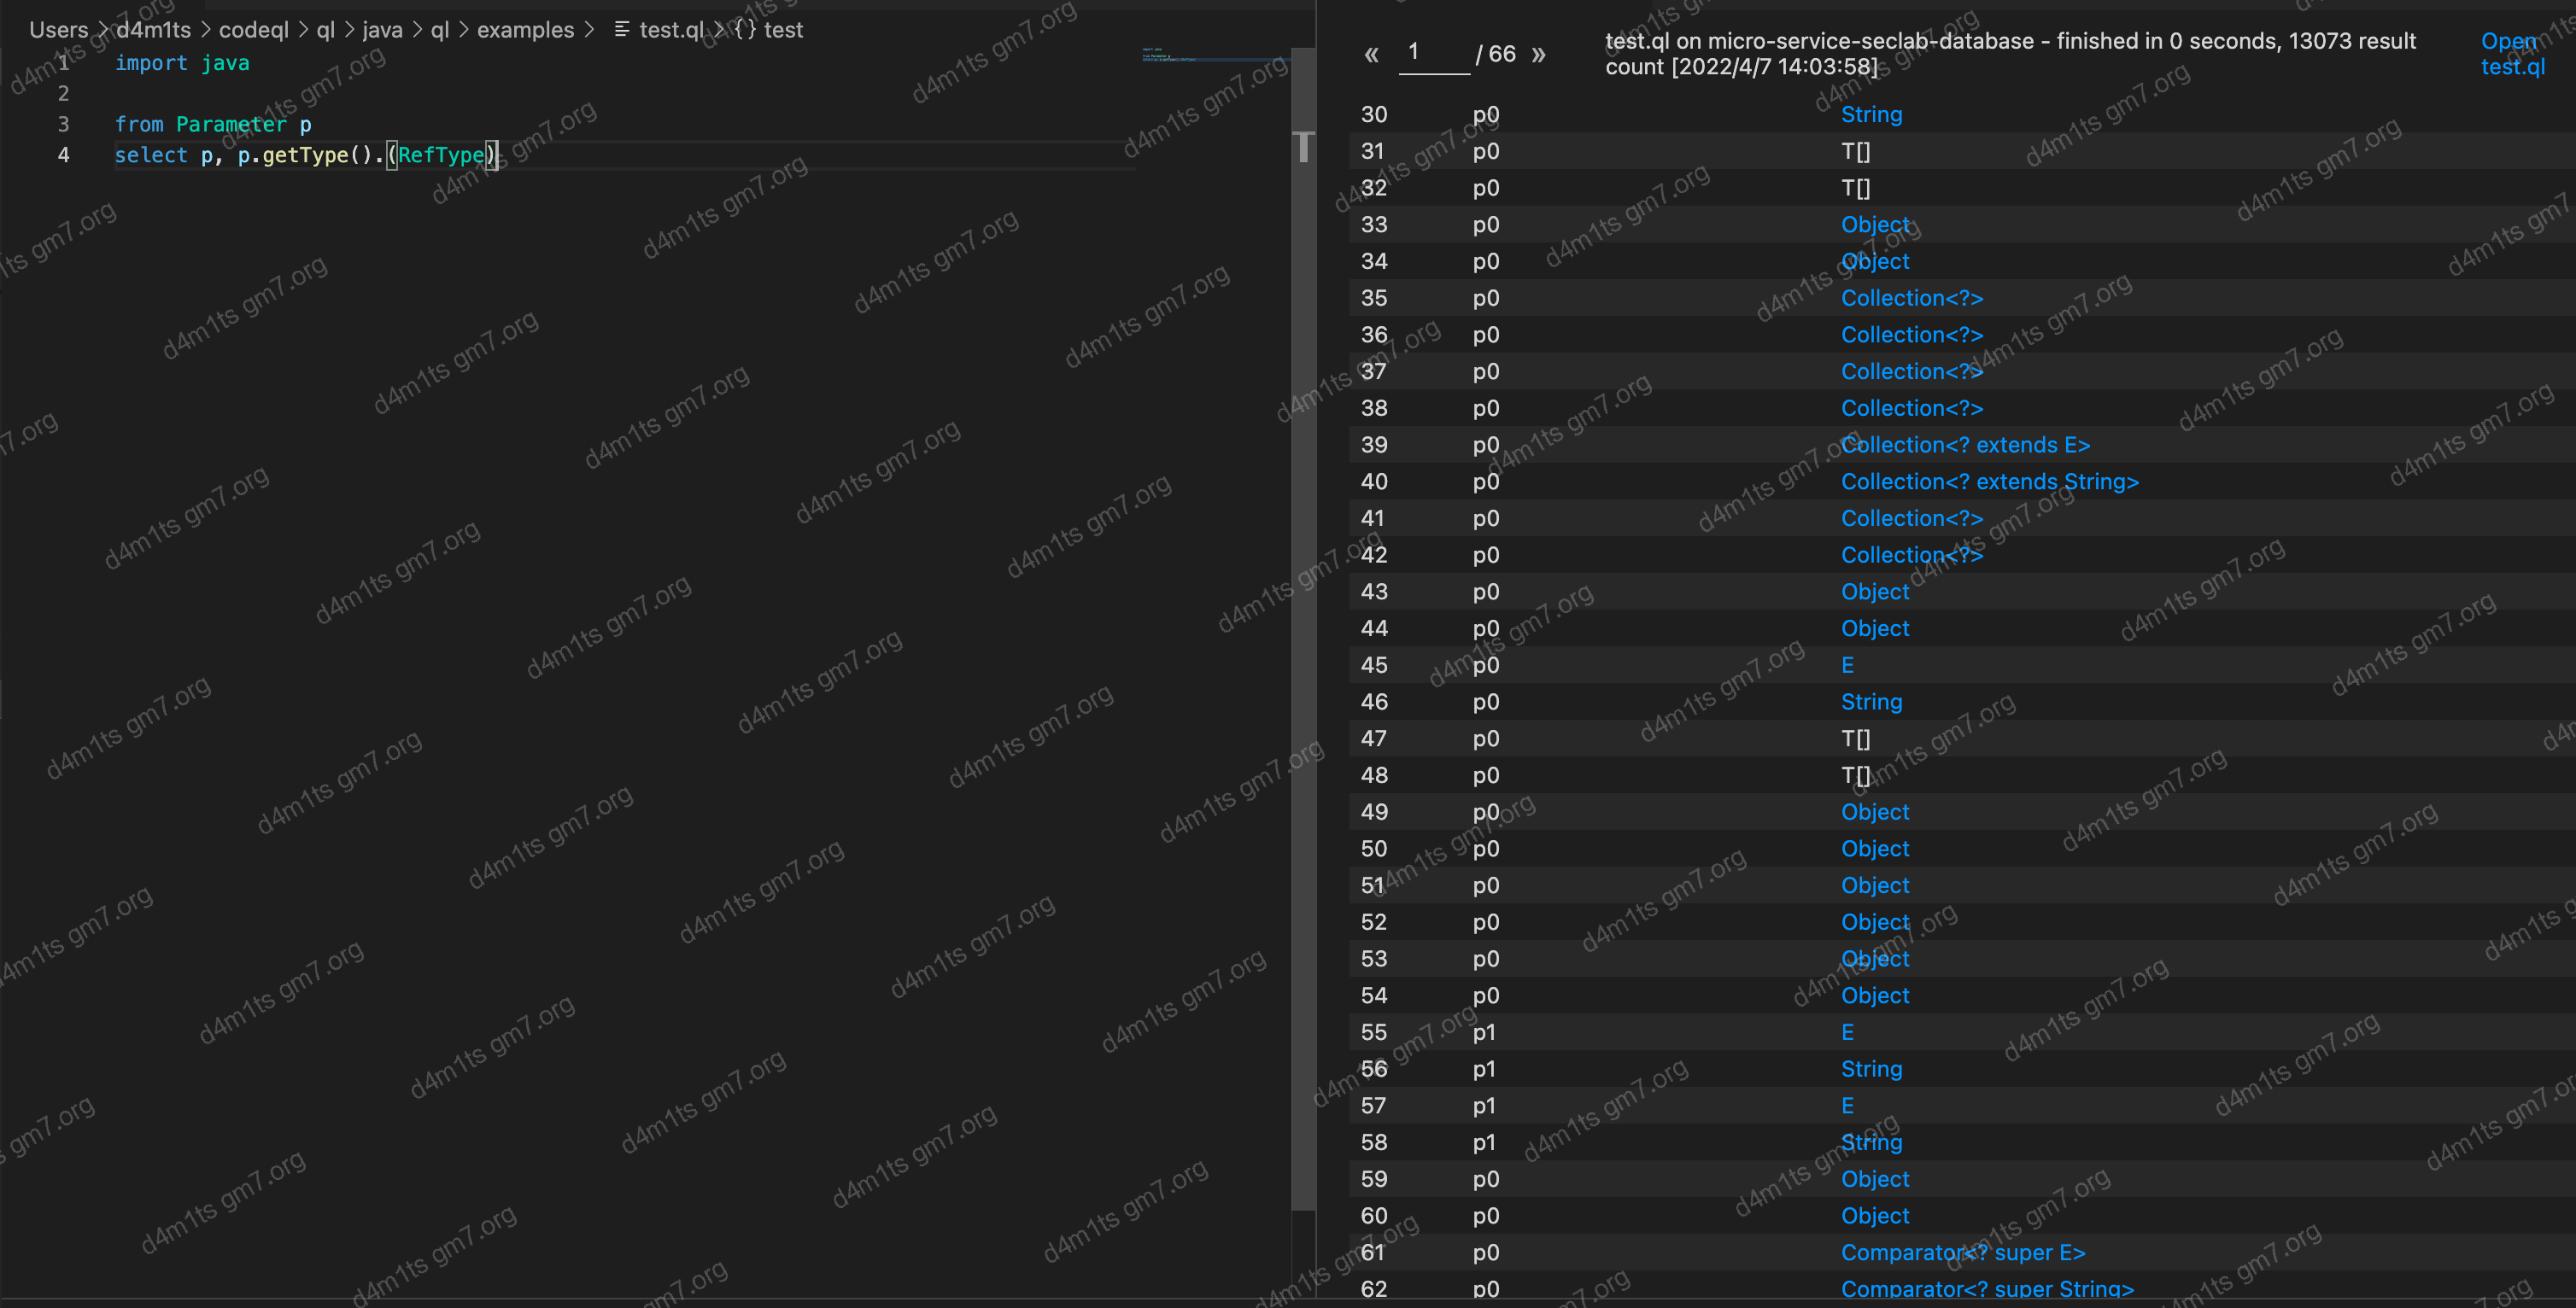 Users > d4m1ts > codeql > ql > java > ql > examples > test.ql > {} test
1 import java
2
3 from Parameter p
4 select p, p.getType().(RefType)
« 1 / 66 »
test.ql on micro-service-seclab-database - finished in 0 seconds, 13073 result count [2022/4/7 14:03:58]
Open test.ql
30 p0 String
31 p0 T[]
32 p0 T[]
33 p0 Object
34 p0 Object
35 p0 Collection<?>
36 p0 Collection<?>
37 p0 Collection<?>
38 p0 Collection<?>
39 p0 Collection<? extends E>
40 p0 Collection<? extends String>
41 p0 Collection<?>
42 p0 Collection<?>
43 p0 Object
44 p0 Object
45 p0 E
46 p0 String
47 p0 T[]
48 p0 T[]
49 p0 Object
50 p0 Object
51 p0 Object
52 p0 Object
53 p0 Object
54 p0 Object
55 p1 E
56 p1 String
57 p1 E
58 p1 String
59 p0 Object
60 p0 Object
61 p0 Comparator<? super E>
62 p0 Comparator<? super String>
d4m1ts gm7.org